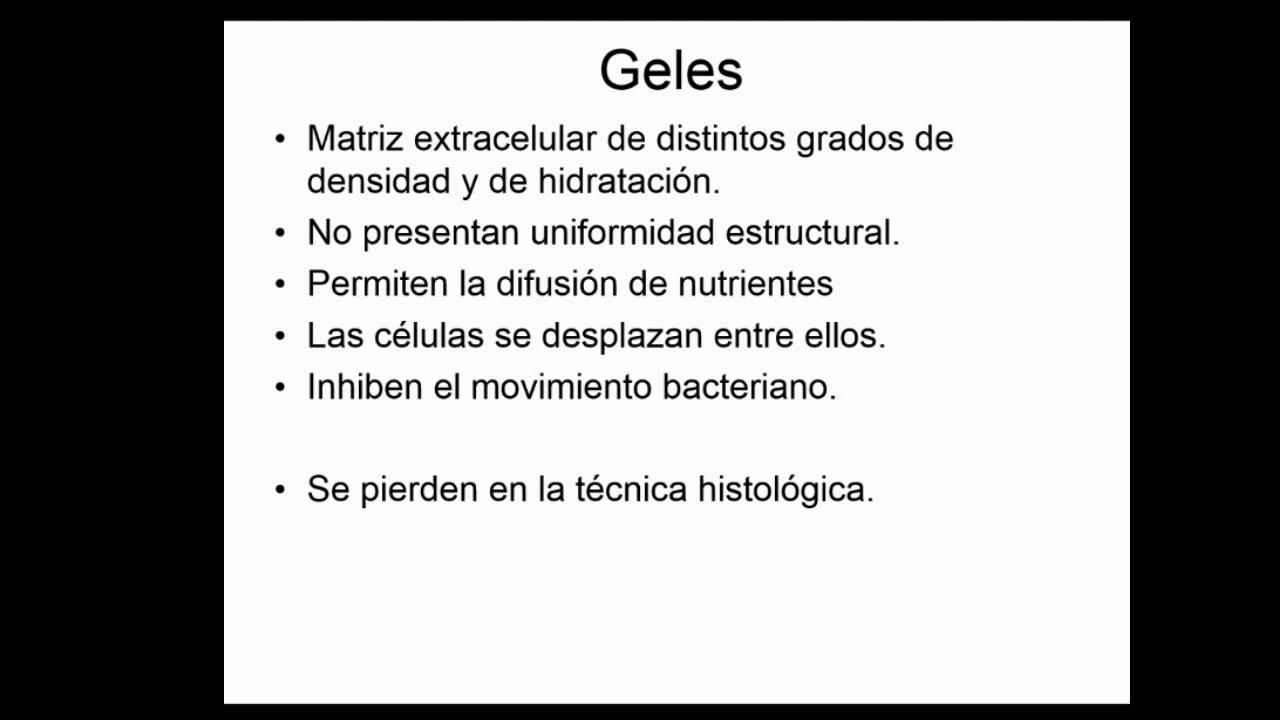 Geles
• Matriz extracelular de distintos grados de
densidad y de hidratación.
• No presentan uniformidad estructural.
• Permiten la difusión de nutrientes
• Las células se desplazan entre ellos.
• Inhiben el movimiento bacteriano.
• Se pierden en la técnica histológica.